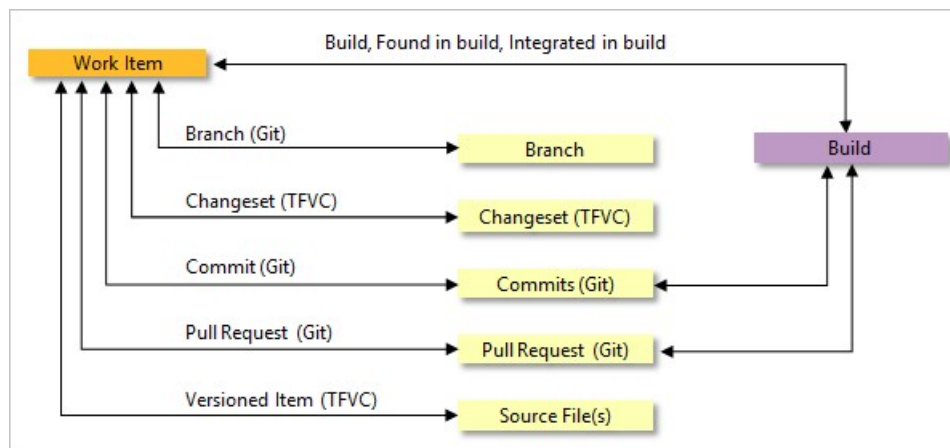 Build, Found in build, Integrated in build
Work Item
Branch (Git)
Branch
Build
Changeset (TFVC)
Changeset (TFVC)
Commit (Git)
Commits (Git)
Pull Request (Git)
Pull Request (Git)
Versioned Item (TFVC)
Source File(s)